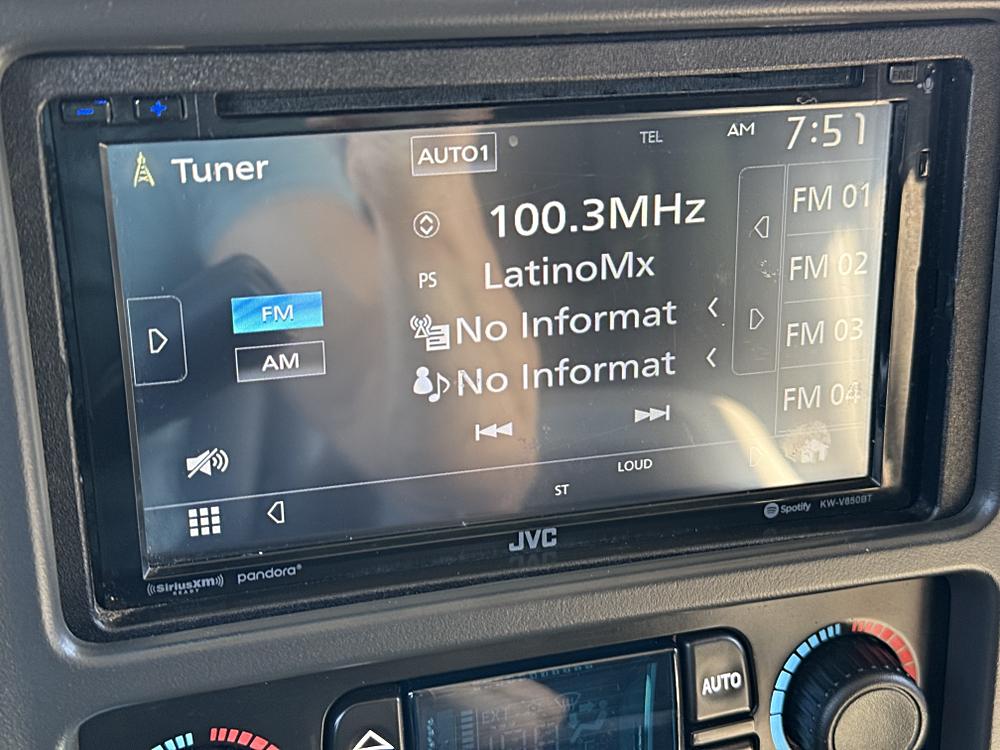 Tuner
AUTO1
TEL
AM 7:51
100.3MHz
PS LatinoMx
No Informat
No Informat
FM
AM
FM 01
FM 02
FM 03
FM 04
LOUD
ST
JVC
SiriusXm
READY
pandora
Spotify
KW-V850BT
AUTO